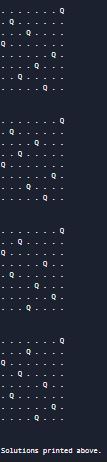 . . . . . . . Q
. Q . . . . . .
. . . Q . . . .
Q . . . . . . .
. . . . . . Q .
. . . . Q . . .
. . Q . . . . .
. . . . . Q . .
. . . . . . . Q
. Q . . . . . .
. . . . Q . . .
. . Q . . . . .
Q . . . . . . .
. . . . . . Q .
. . . Q . . . .
. . . . . Q . .
. . . . . . . Q
. . Q . . . . .
Q . . . . . . .
. . . . . Q . .
. Q . . . . . .
. . . . Q . . .
. . . . . . Q .
. . . Q . . . .
. . . . . . . Q
. . . Q . . . .
Q . . . . . . .
. . Q . . . . .
. . . . . Q . .
. Q . . . . . .
. . . . . . Q .
. . . . Q . . .
Solutions printed above.